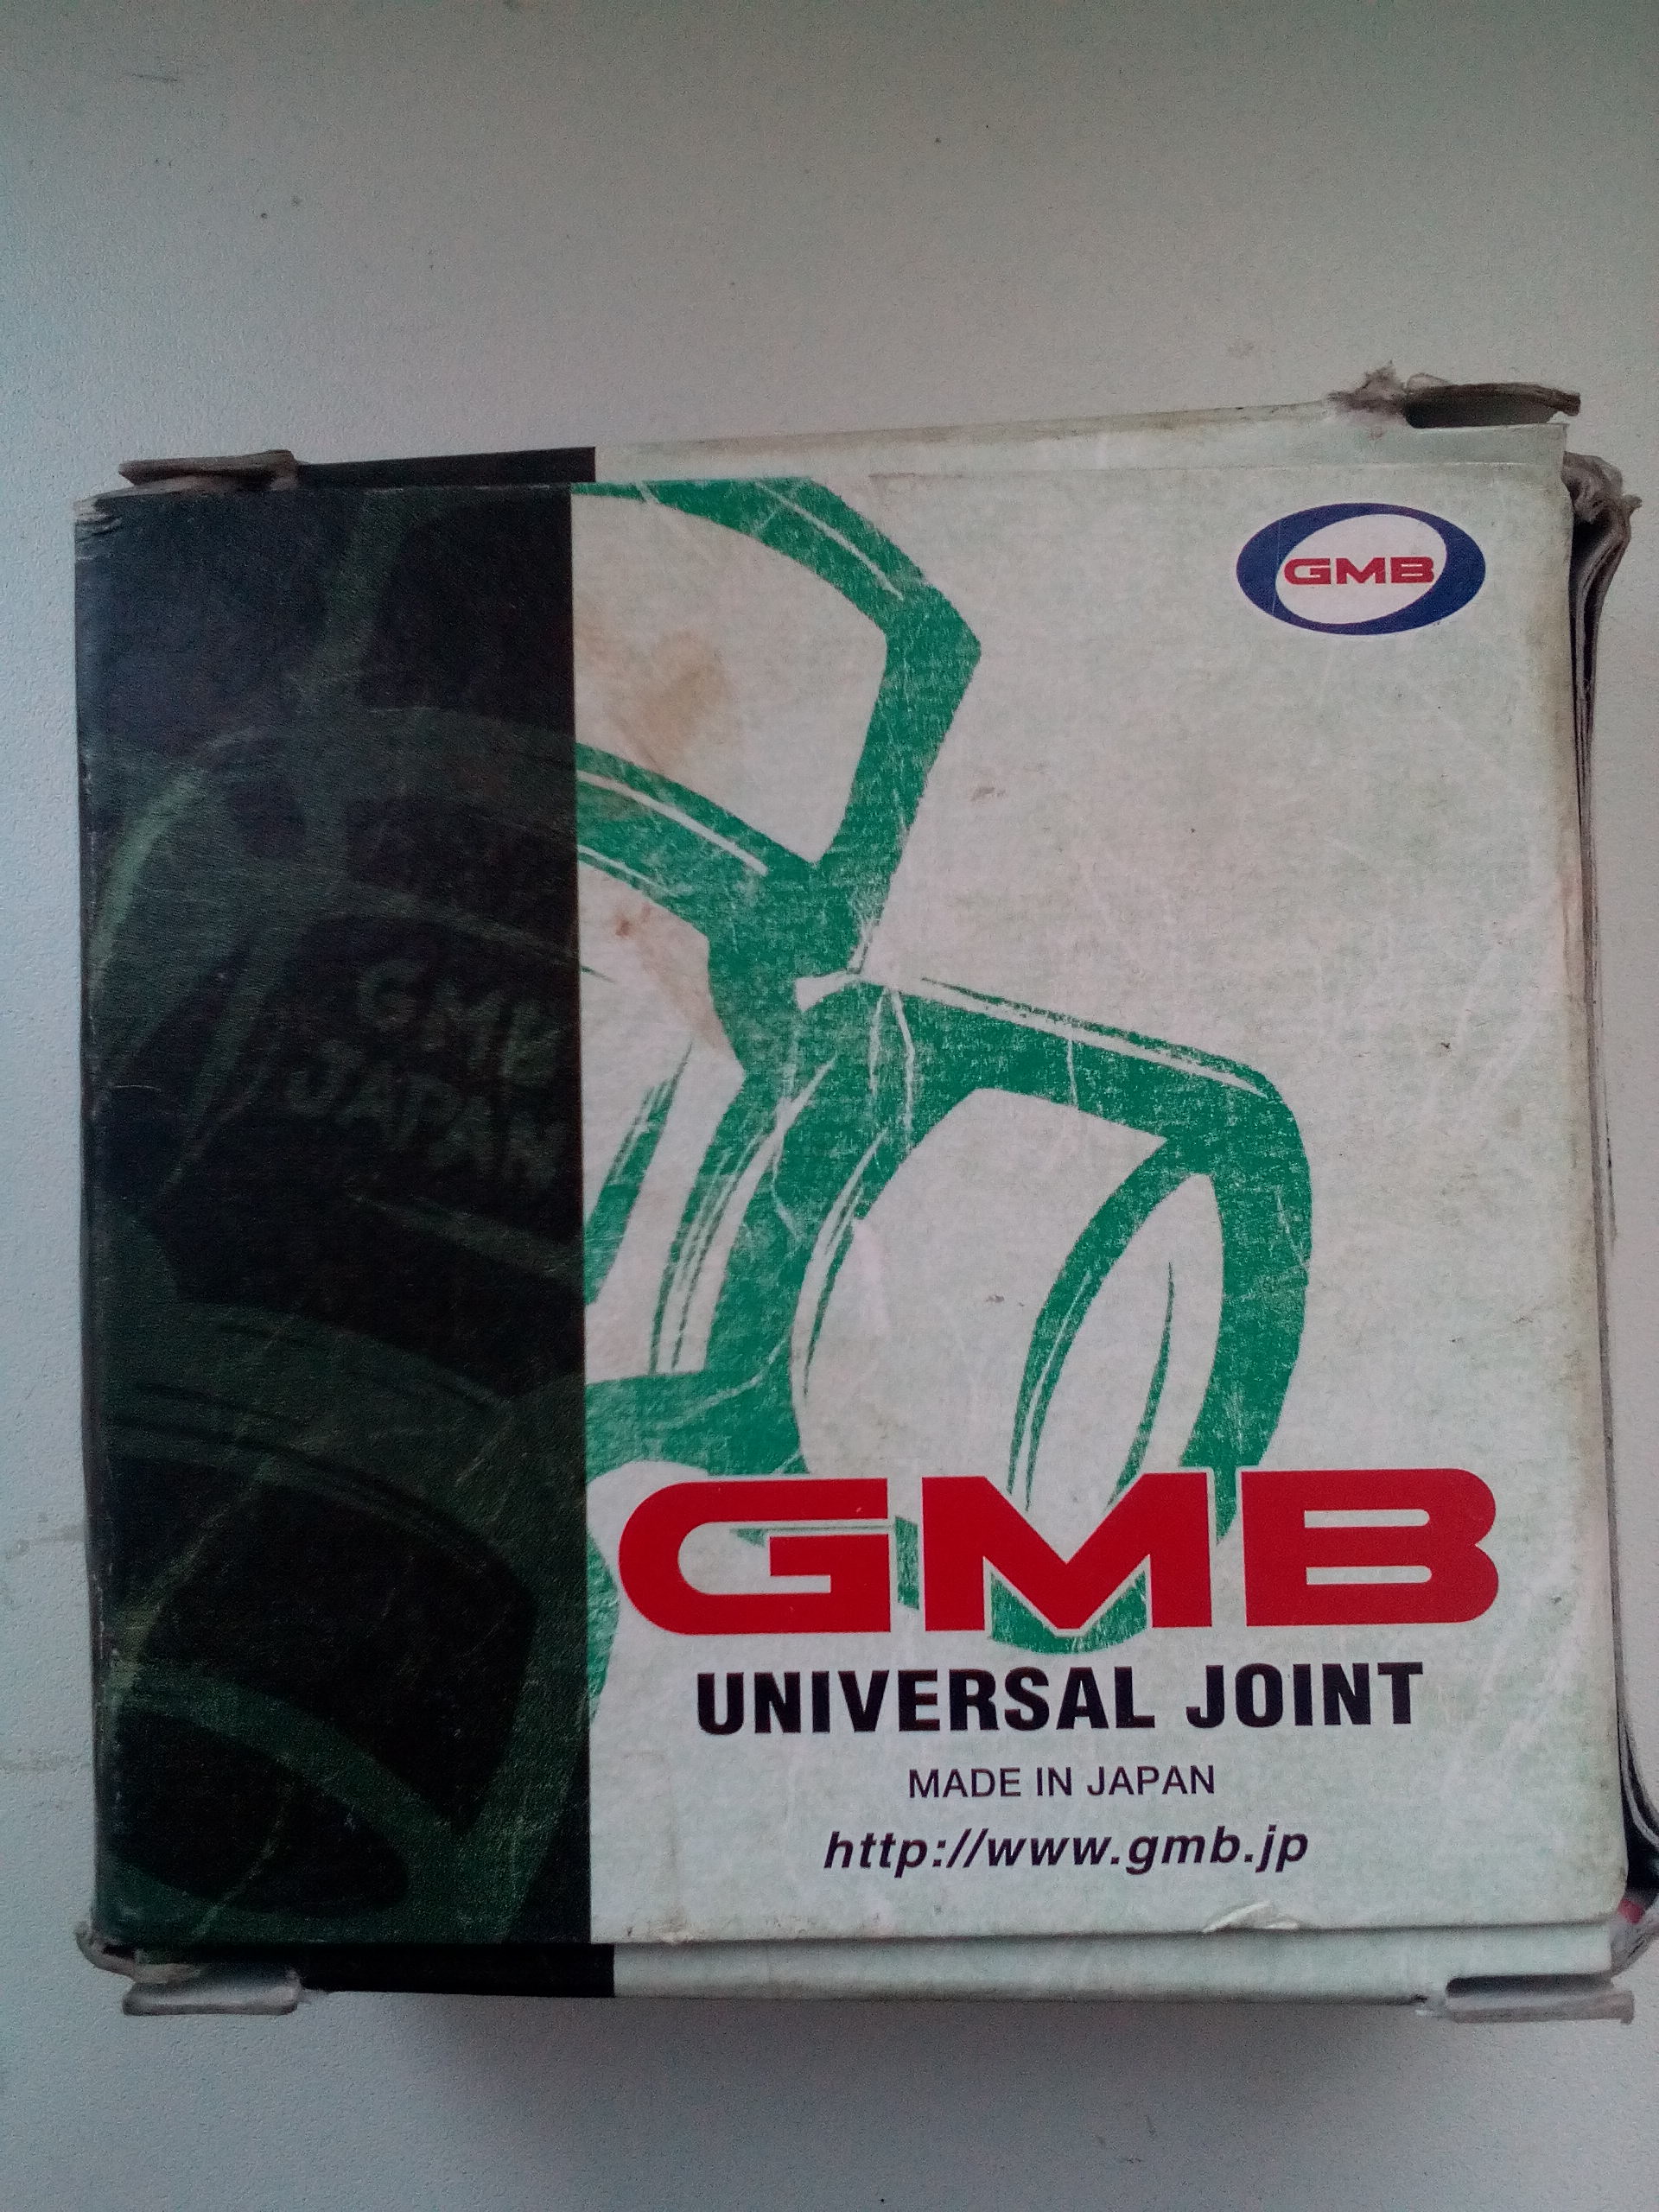 GMB
GMB
JAPAN
GMB
UNIVERSAL JOINT
MADE IN JAPAN
http://www.gmb.jp